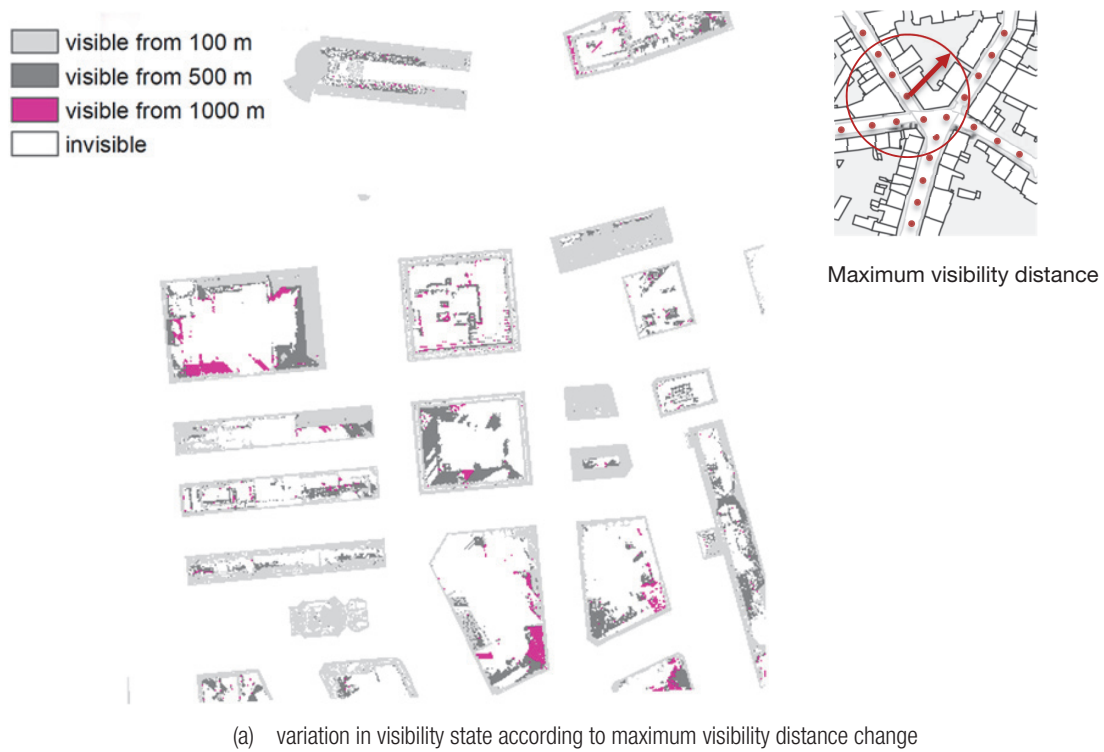 visible from 100 m
visible from 500 m
visible from 1000 m
invisible
Maximum visibility distance
(a) variation in visibility state according to maximum visibility distance change